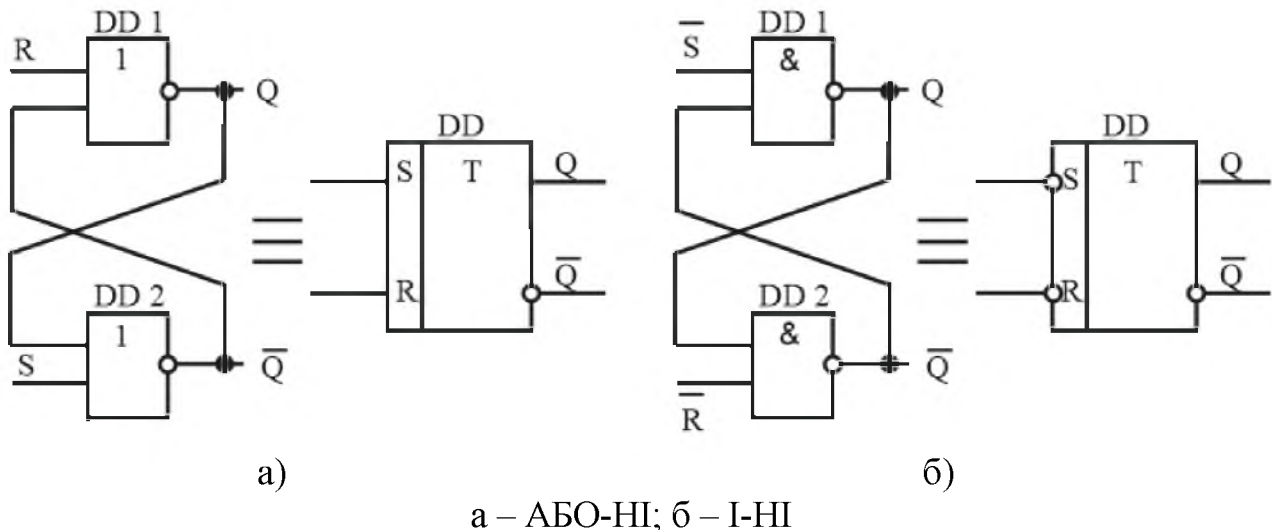 DD 1
R
1
Q
DD
S T Q
R Q̅
DD 2
1
S
Q̅
DD 1
S̅
&
Q
DD
S T Q
R Q̅
DD 2
&
R̅
Q̅
а)
б)
а – АБО-НІ; б – І-НІ